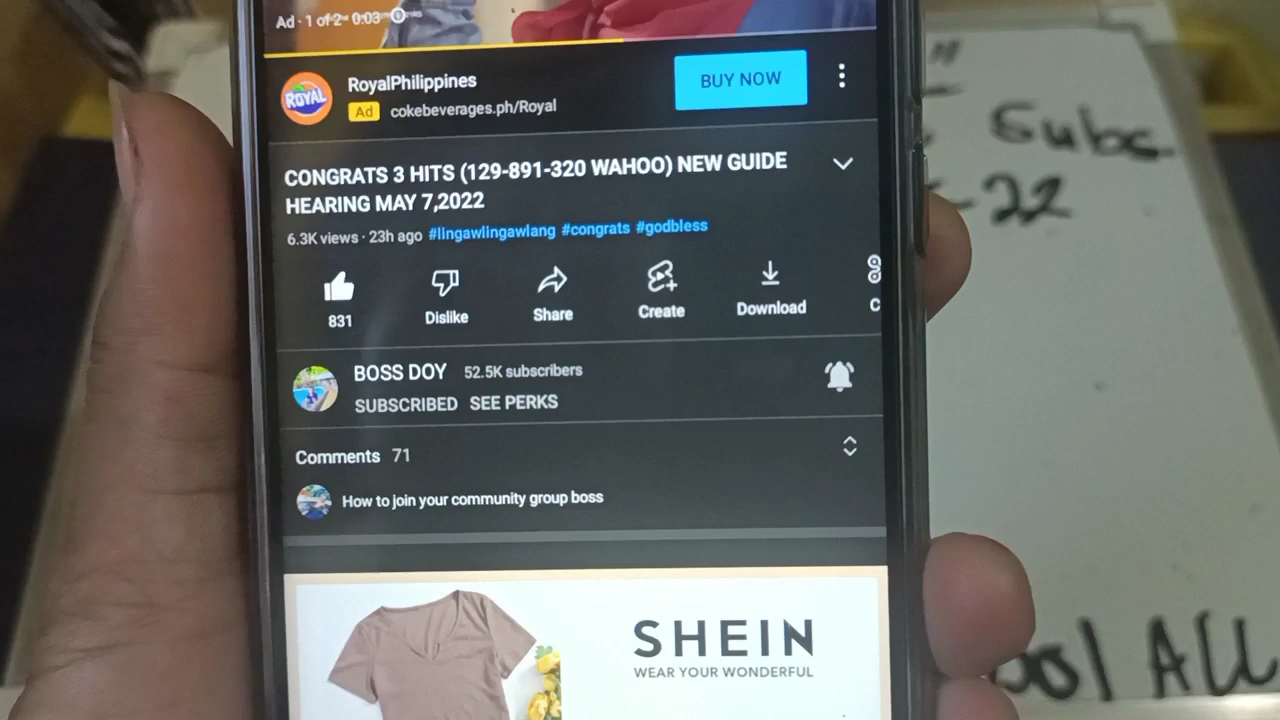 Ad · 1 of 2 · 0:03
ROYAL
RoyalPhilippines
Ad cokebeverages.ph/Royal
BUY NOW
CONGRATS 3 HITS (129-891-320 WAHOO) NEW GUIDE
HEARING MAY 7,2022
6.3K views · 23h ago #lingawlingawlang #congrats #godbless
831
Dislike
Share
Create
Download
C
BOSS DOY 52.5K subscribers
SUBSCRIBED SEE PERKS
Comments 71
How to join your community group boss
SHEIN
WEAR YOUR WONDERFUL
Subs
-22
ALL